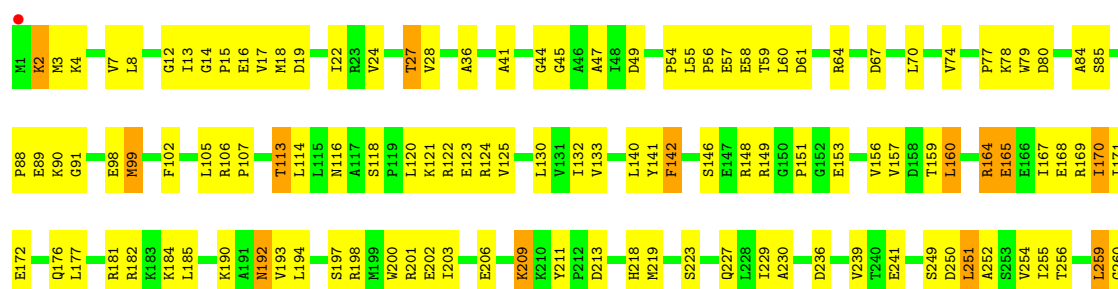 M1 K2 M3 K4 V7 L8 G12 I13 G14 P15 E16 V17 M18 D19 I22 R23 V24 T27 V28 A36 A41 G44 G45 A46 A47 I48 D49 P54 L55 P56 E57 E58 T59 L60 D61 R64 D67 L70 V74 P77 K78 W79 D80 A84 S85
P88 E89 K90 G91 E98 M99 F102 L105 R106 P107 T113 L114 L115 N116 A117 S118 P119 L120 K121 R122 E123 R124 V125 L130 V131 I132 V133 L140 Y141 F142 S146 E147 R148 R149 G150 P151 G152 E153 V156 V157 D158 T159 L160 R164 E165 E166 I167 E168 R169 I170
E172 Q176 L177 R181 R182 K183 K184 L185 K190 A191 N192 V193 L194 S197 R198 M199 W200 R201 E202 I203 E206 K209 K210 Y211 P212 D213 H218 M219 S223 Q227 L228 I229 A230 D236 V239 T240 E241 S249 D250 L251 A252 S253 V254 I255 T256 L259